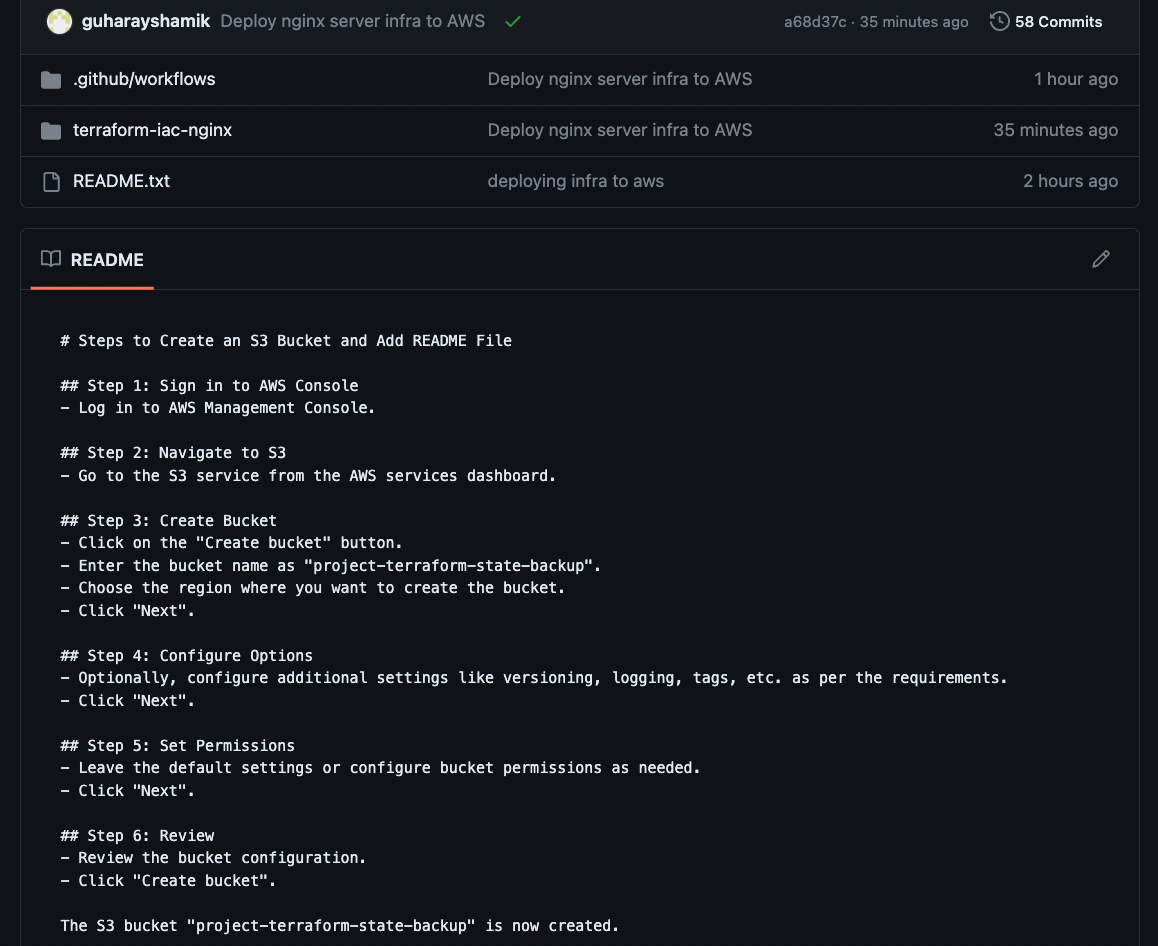 guharayshamik Deploy nginx server infra to AWS a68d37c · 35 minutes ago 58 Commits
.github/workflows Deploy nginx server infra to AWS 1 hour ago
terraform-iac-nginx Deploy nginx server infra to AWS 35 minutes ago
README.txt deploying infra to aws 2 hours ago
README
# Steps to Create an S3 Bucket and Add README File
## Step 1: Sign in to AWS Console
- Log in to AWS Management Console.
## Step 2: Navigate to S3
- Go to the S3 service from the AWS services dashboard.
## Step 3: Create Bucket
- Click on the "Create bucket" button.
- Enter the bucket name as "project-terraform-state-backup".
- Choose the region where you want to create the bucket.
- Click "Next".
## Step 4: Configure Options
- Optionally, configure additional settings like versioning, logging, tags, etc. as per the requirements.
- Click "Next".
## Step 5: Set Permissions
- Leave the default settings or configure bucket permissions as needed.
- Click "Next".
## Step 6: Review
- Review the bucket configuration.
- Click "Create bucket".
The S3 bucket "project-terraform-state-backup" is now created.